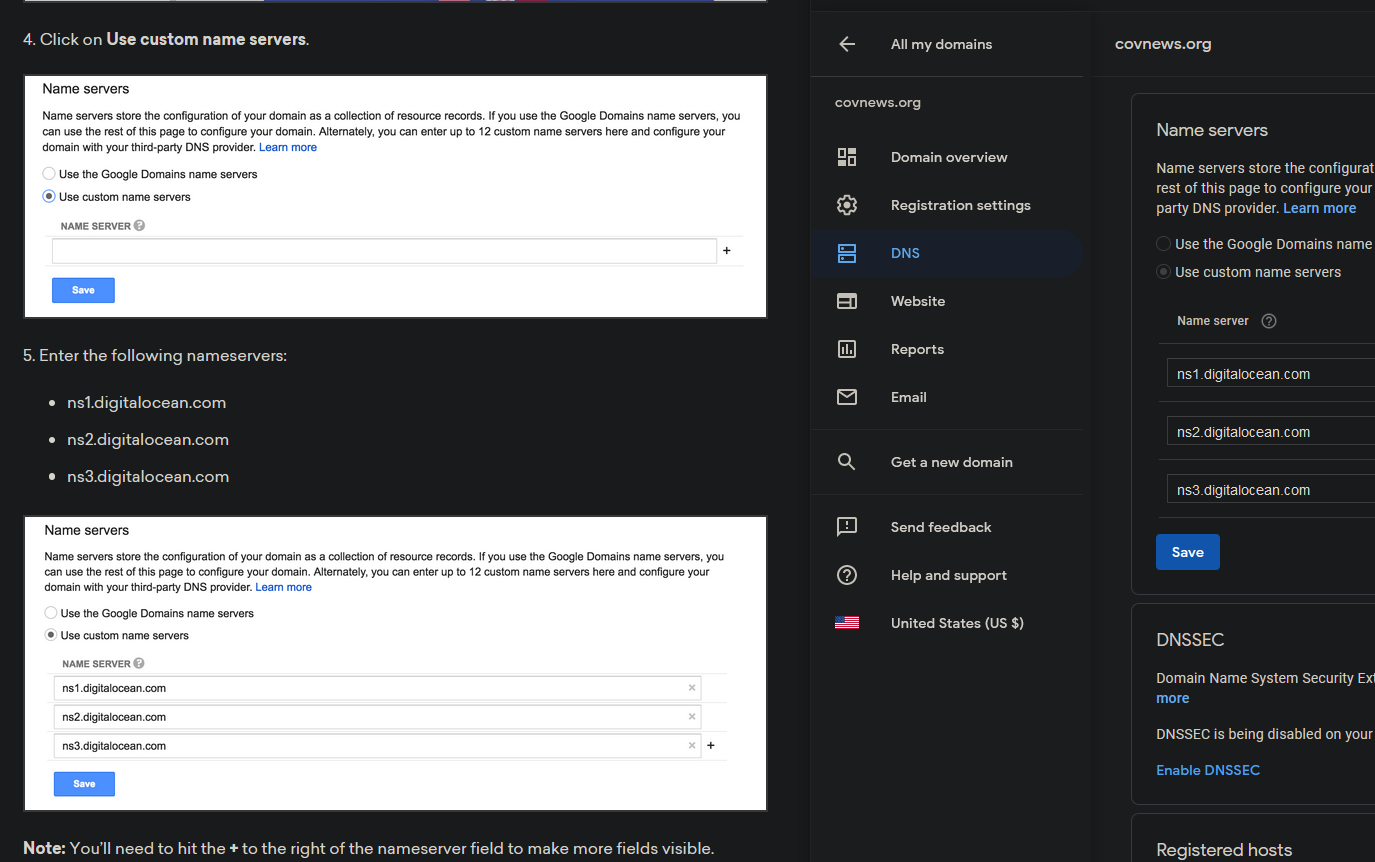 4. Click on Use custom name servers.
Name servers
Name servers store the configuration of your domain as a collection of resource records. If you use the Google Domains name servers, you
can use the rest of this page to configure your domain. Alternately, you can enter up to 12 custom name servers here and configure your
domain with your third-party DNS provider. Learn more
Use the Google Domains name servers
Use custom name servers
NAME SERVER ?
+
Save
5. Enter the following nameservers:
• ns1.digitalocean.com
• ns2.digitalocean.com
• ns3.digitalocean.com
Name servers
Name servers store the configuration of your domain as a collection of resource records. If you use the Google Domains name servers, you
can use the rest of this page to configure your domain. Alternately, you can enter up to 12 custom name servers here and configure your
domain with your third-party DNS provider. Learn more
Use the Google Domains name servers
Use custom name servers
NAME SERVER ?
ns1.digitalocean.com ×
ns2.digitalocean.com ×
ns3.digitalocean.com × +
Save
Note: You’ll need to hit the + to the right of the nameserver field to make more fields visible.
All my domains
covnews.org
Domain overview
Registration settings
DNS
Website
Reports
Email
Get a new domain
Send feedback
Help and support
United States (US $)
covnews.org
Name servers
Name servers store the configurat
rest of this page to configure your
party DNS provider. Learn more
Use the Google Domains name
Use custom name servers
Name server ?
ns1.digitalocean.com
ns2.digitalocean.com
ns3.digitalocean.com
Save
DNSSEC
Domain Name System Security Ext
more
DNSSEC is being disabled on your
Enable DNSSEC
Registered hosts